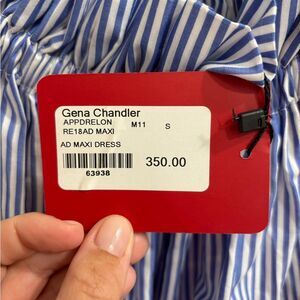 Gena Chandler
APPDRELON M11 S
RE18AD MAXI
AD MAXI DRESS
350.00
63938